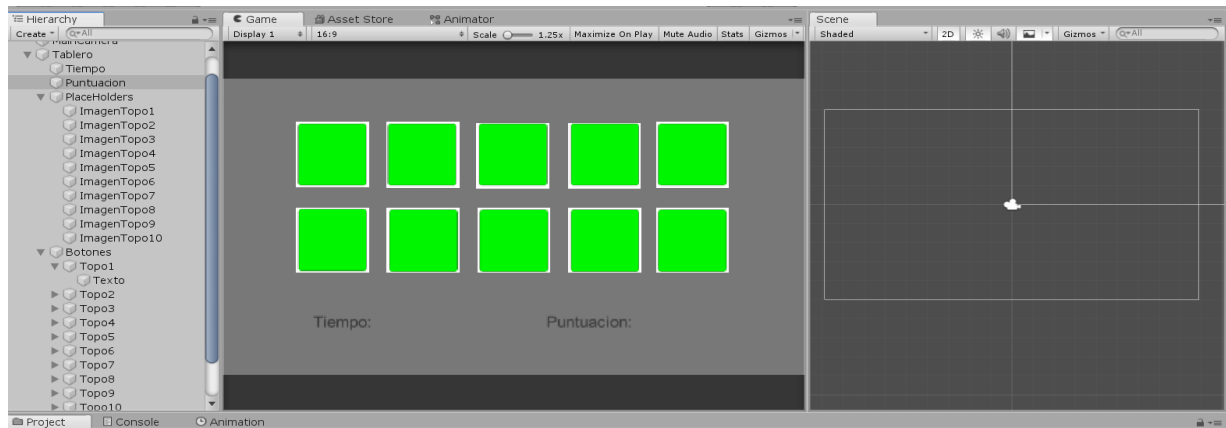 Hierarchy
Create
All
MainCamera
Tablero
Tiempo
Puntuacion
PlaceHolders
ImagenTopo1
ImagenTopo2
ImagenTopo3
ImagenTopo4
ImagenTopo5
ImagenTopo6
ImagenTopo7
ImagenTopo8
ImagenTopo9
ImagenTopo10
Botones
Topo1
Texto
Topo2
Topo3
Topo4
Topo5
Topo6
Topo7
Topo8
Topo9
Topo10
Game Asset Store Animator
Display 1 16:9 Scale 1.25x Maximize On Play Mute Audio Stats Gizmos
Tiempo: Puntuacion:
Scene
Shaded 2D Gizmos All
Project Console Animation